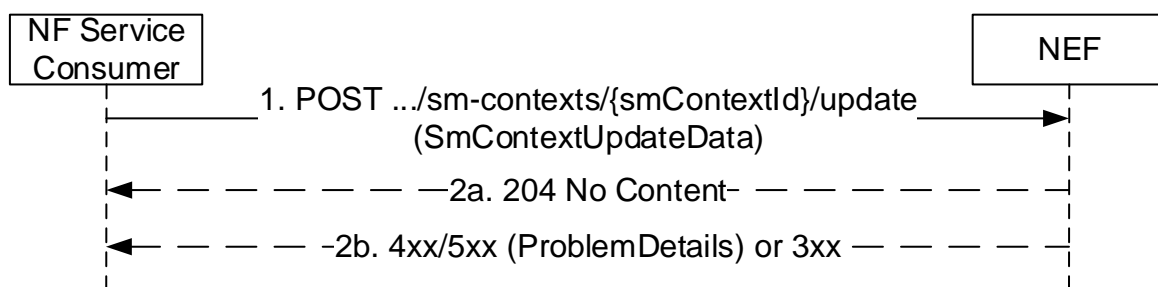 NF Service
Consumer
NEF
1. POST .../sm-contexts/{smContextId}/update
(SmContextUpdateData)
2a. 204 No Content
2b. 4xx/5xx (ProblemDetails) or 3xx